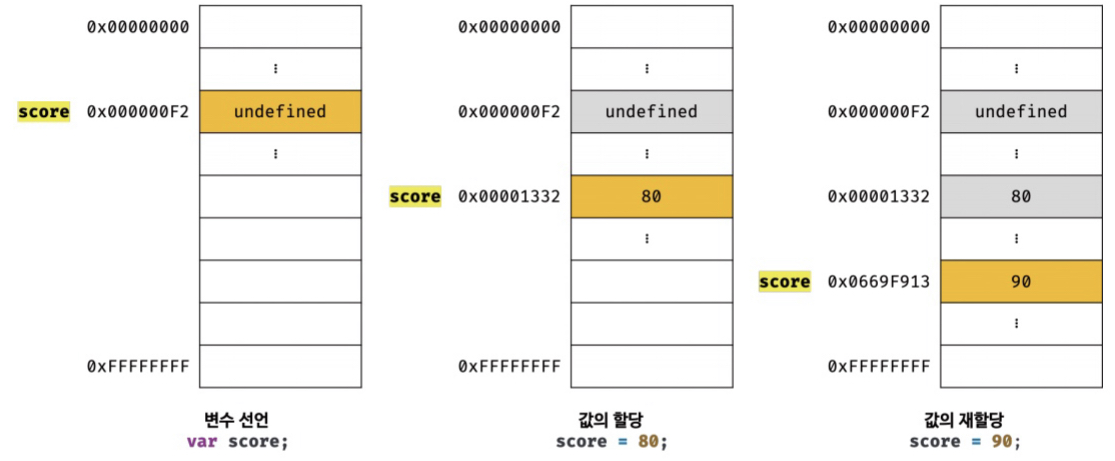 0x00000000
⋮
score 0x000000F2 undefined
⋮
0xFFFFFFFF
변수 선언
var score;
0x00000000
⋮
0x000000F2 undefined
⋮
score 0x00001332 80
⋮
0xFFFFFFFF
값의 할당
score = 80;
0x00000000
⋮
0x000000F2 undefined
⋮
0x00001332 80
⋮
score 0x0669F913 90
⋮
0xFFFFFFFF
값의 재할당
score = 90;